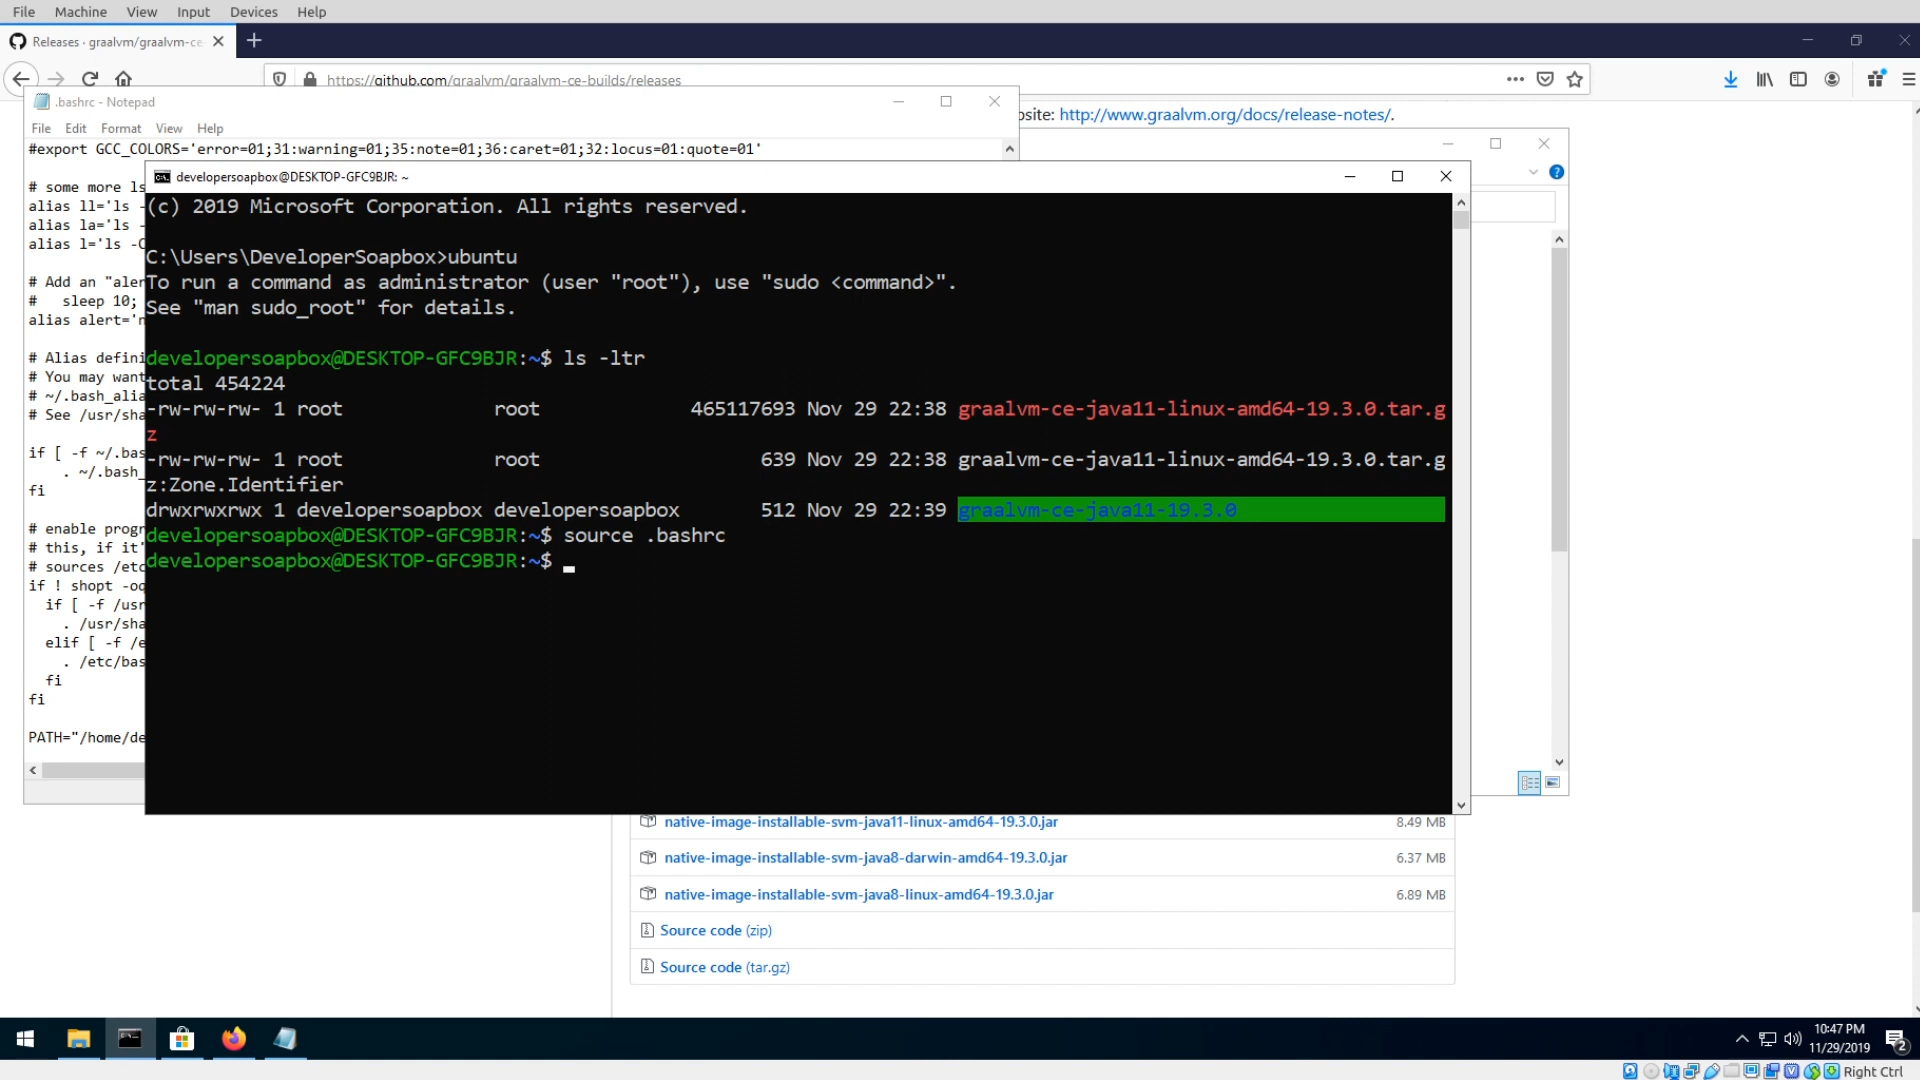 File Machine View Input Devices Help
Releases · graalvm/graalvm-ce-
https://github.com/graalvm/graalvm-ce-builds/releases
.bashrc - Notepad
File Edit Format View Help
#export GCC_COLORS='error=01;31:warning=01;35:note=01;36:caret=01;32:locus=01:quote=01'
# some more ls
alias ll='ls -
alias la='ls -
alias l='ls -C
# Add an "aler
#   sleep 10;
alias alert='n
# Alias defini
# You may want
# ~/.bash_alia
# See /usr/sha
if [ -f ~/.bas
. ~/.bash_
fi
# enable progr
# this, if it'
# sources /etc
if ! shopt -oq
if [ -f /usr
. /usr/sha
elif [ -f /e
. /etc/bas
fi
fi
PATH="/home/de
osite: http://www.graalvm.org/docs/release-notes/.
developersoapbox@DESKTOP-GFC9BJR: ~
(c) 2019 Microsoft Corporation. All rights reserved.
C:\Users\DeveloperSoapbox>ubuntu
To run a command as administrator (user "root"), use "sudo <command>".
See "man sudo_root" for details.
developersoapbox@DESKTOP-GFC9BJR:~$ ls -ltr
total 454224
-rw-rw-rw- 1 root root 465117693 Nov 29 22:38 graalvm-ce-java11-linux-amd64-19.3.0.tar.g
z
-rw-rw-rw- 1 root root 639 Nov 29 22:38 graalvm-ce-java11-linux-amd64-19.3.0.tar.g
z:Zone.Identifier
drwxrwxrwx 1 developersoapbox developersoapbox 512 Nov 29 22:39 graalvm-ce-java11-19.3.0
developersoapbox@DESKTOP-GFC9BJR:~$ source .bashrc
developersoapbox@DESKTOP-GFC9BJR:~$
native-image-installable-svm-java11-linux-amd64-19.3.0.jar 8.49 MB
native-image-installable-svm-java8-darwin-amd64-19.3.0.jar 6.37 MB
native-image-installable-svm-java8-linux-amd64-19.3.0.jar 6.89 MB
Source code (zip)
Source code (tar.gz)
10:47 PM
11/29/2019
2
Right Ctrl